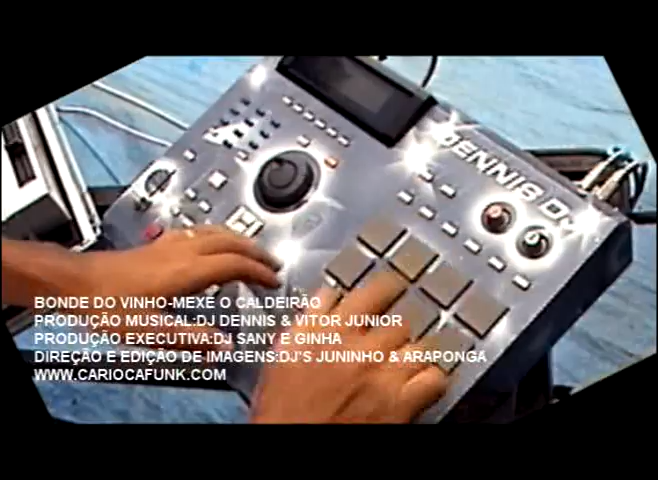 DENNIS DJ
BONDE DO VINHO-MEXE O CALDEIRÃO
PRODUÇÃO MUSICAL:DJ DENNIS & VITOR JUNIOR
PRODUÇÃO EXECUTIVA:DJ SANY E GINHA
DIREÇÃO E EDIÇÃO DE IMAGENS:DJ'S JUNINHO & ARAPONGA
WWW.CARIOCAFUNK.COM